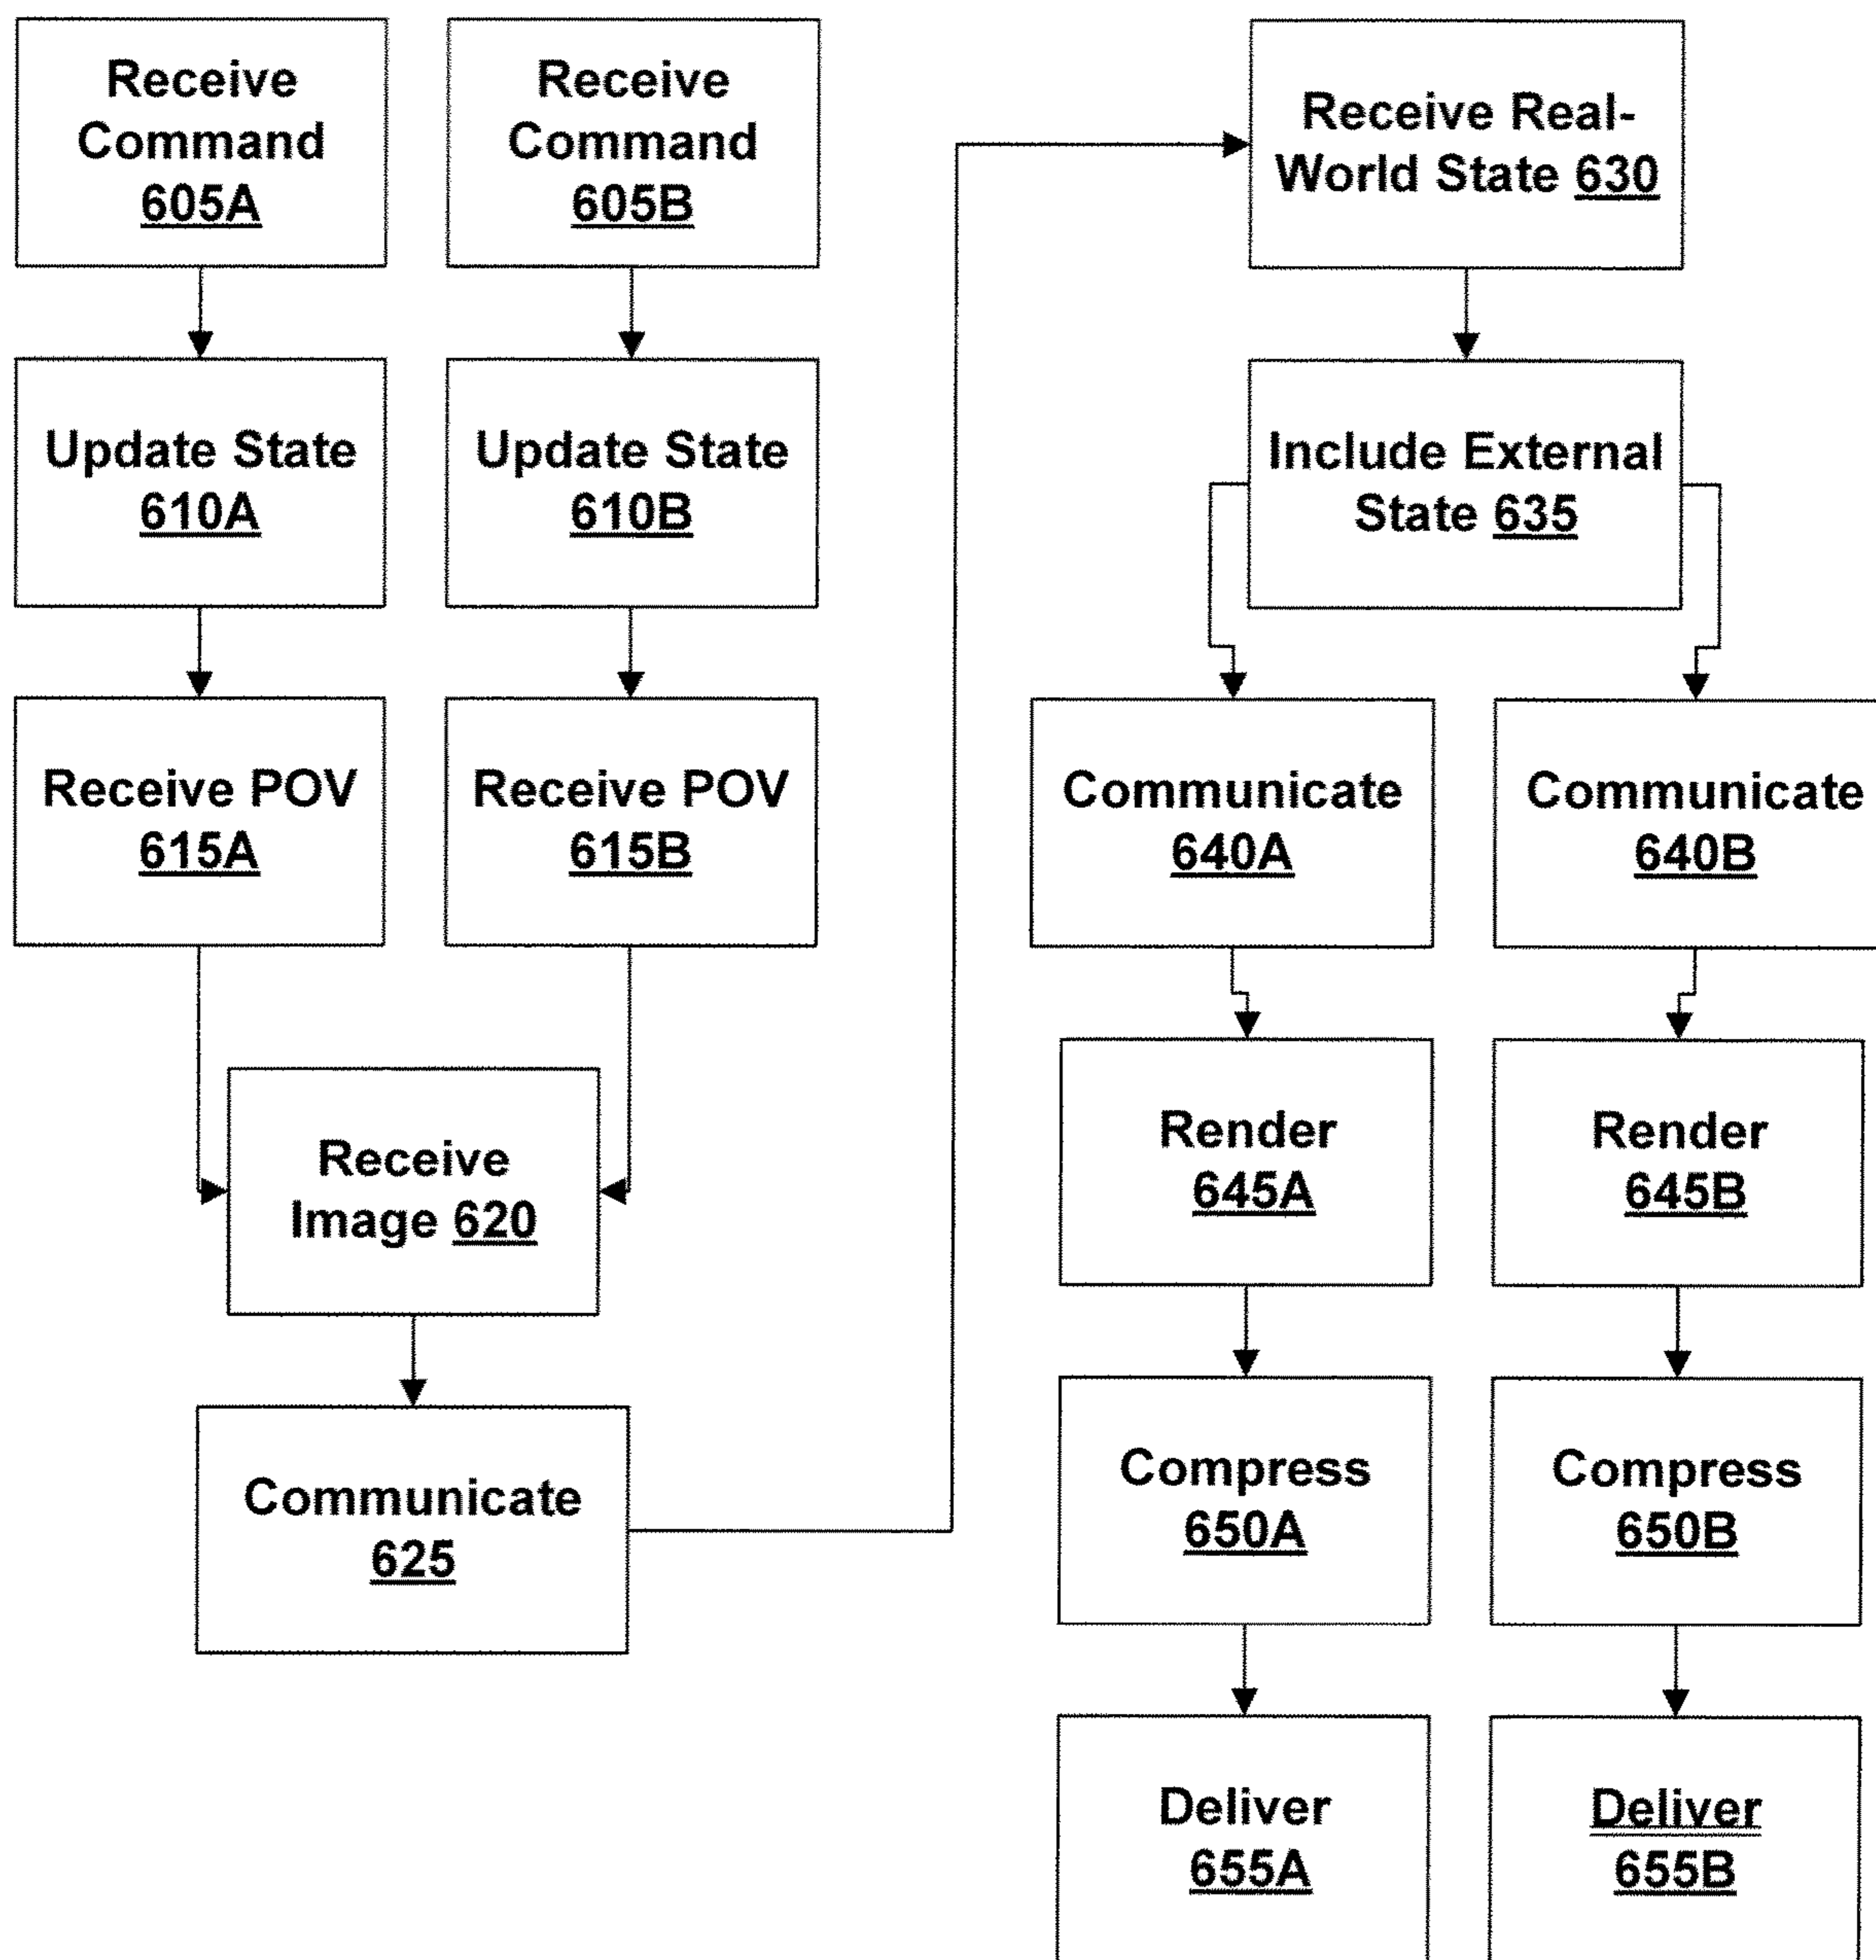 Receive
Command
605A
Receive
Command
605B
Update State
610A
Update State
610B
Receive POV
615A
Receive POV
615B
Receive
Image 620
Communicate
625
Receive Real-
World State 630
Include External
State 635
Communicate
640A
Communicate
640B
Render
645A
Render
645B
Compress
650A
Compress
650B
Deliver
655A
Deliver
655B